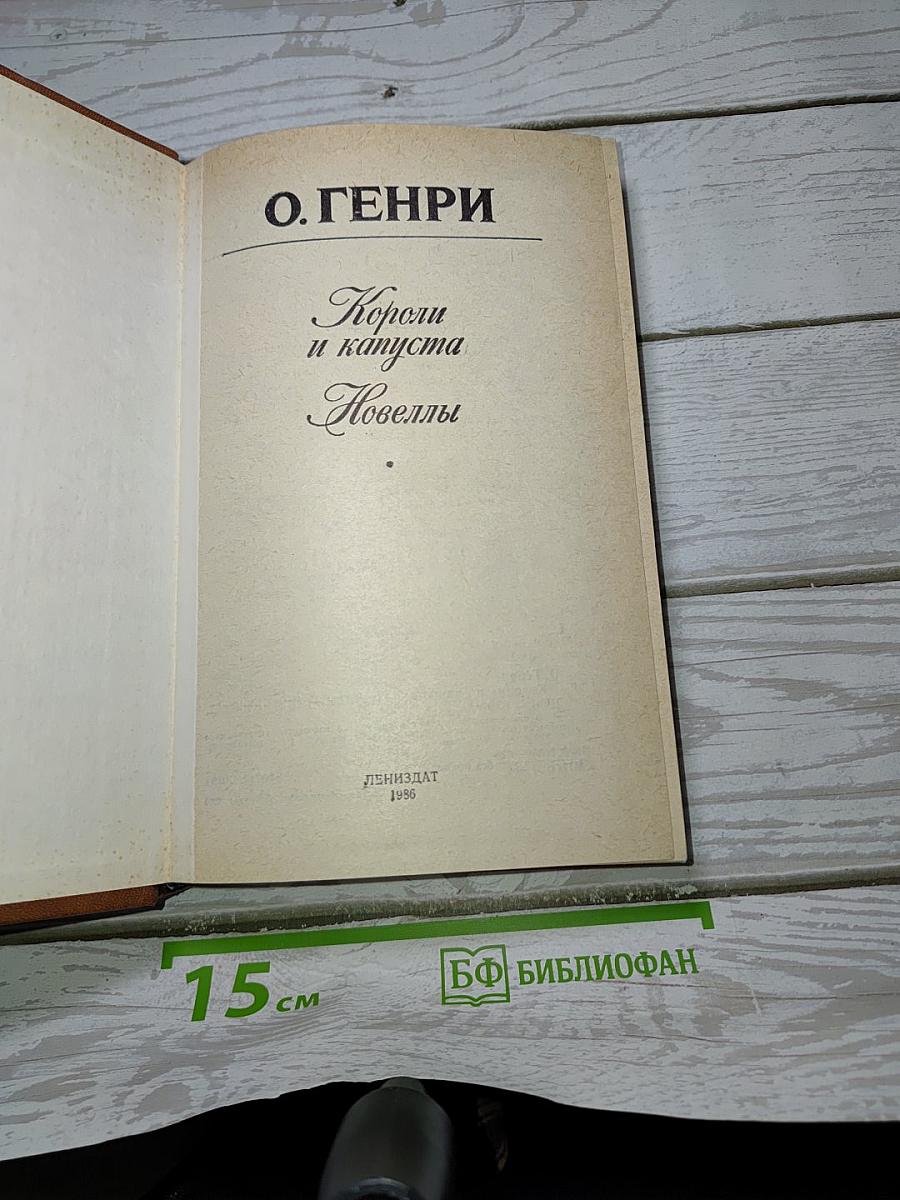 О. ГЕНРИ
Короли
и капуста
Новеллы
ЛЕНИЗДАТ
1986
15 см
БФ БИБЛИОФАН